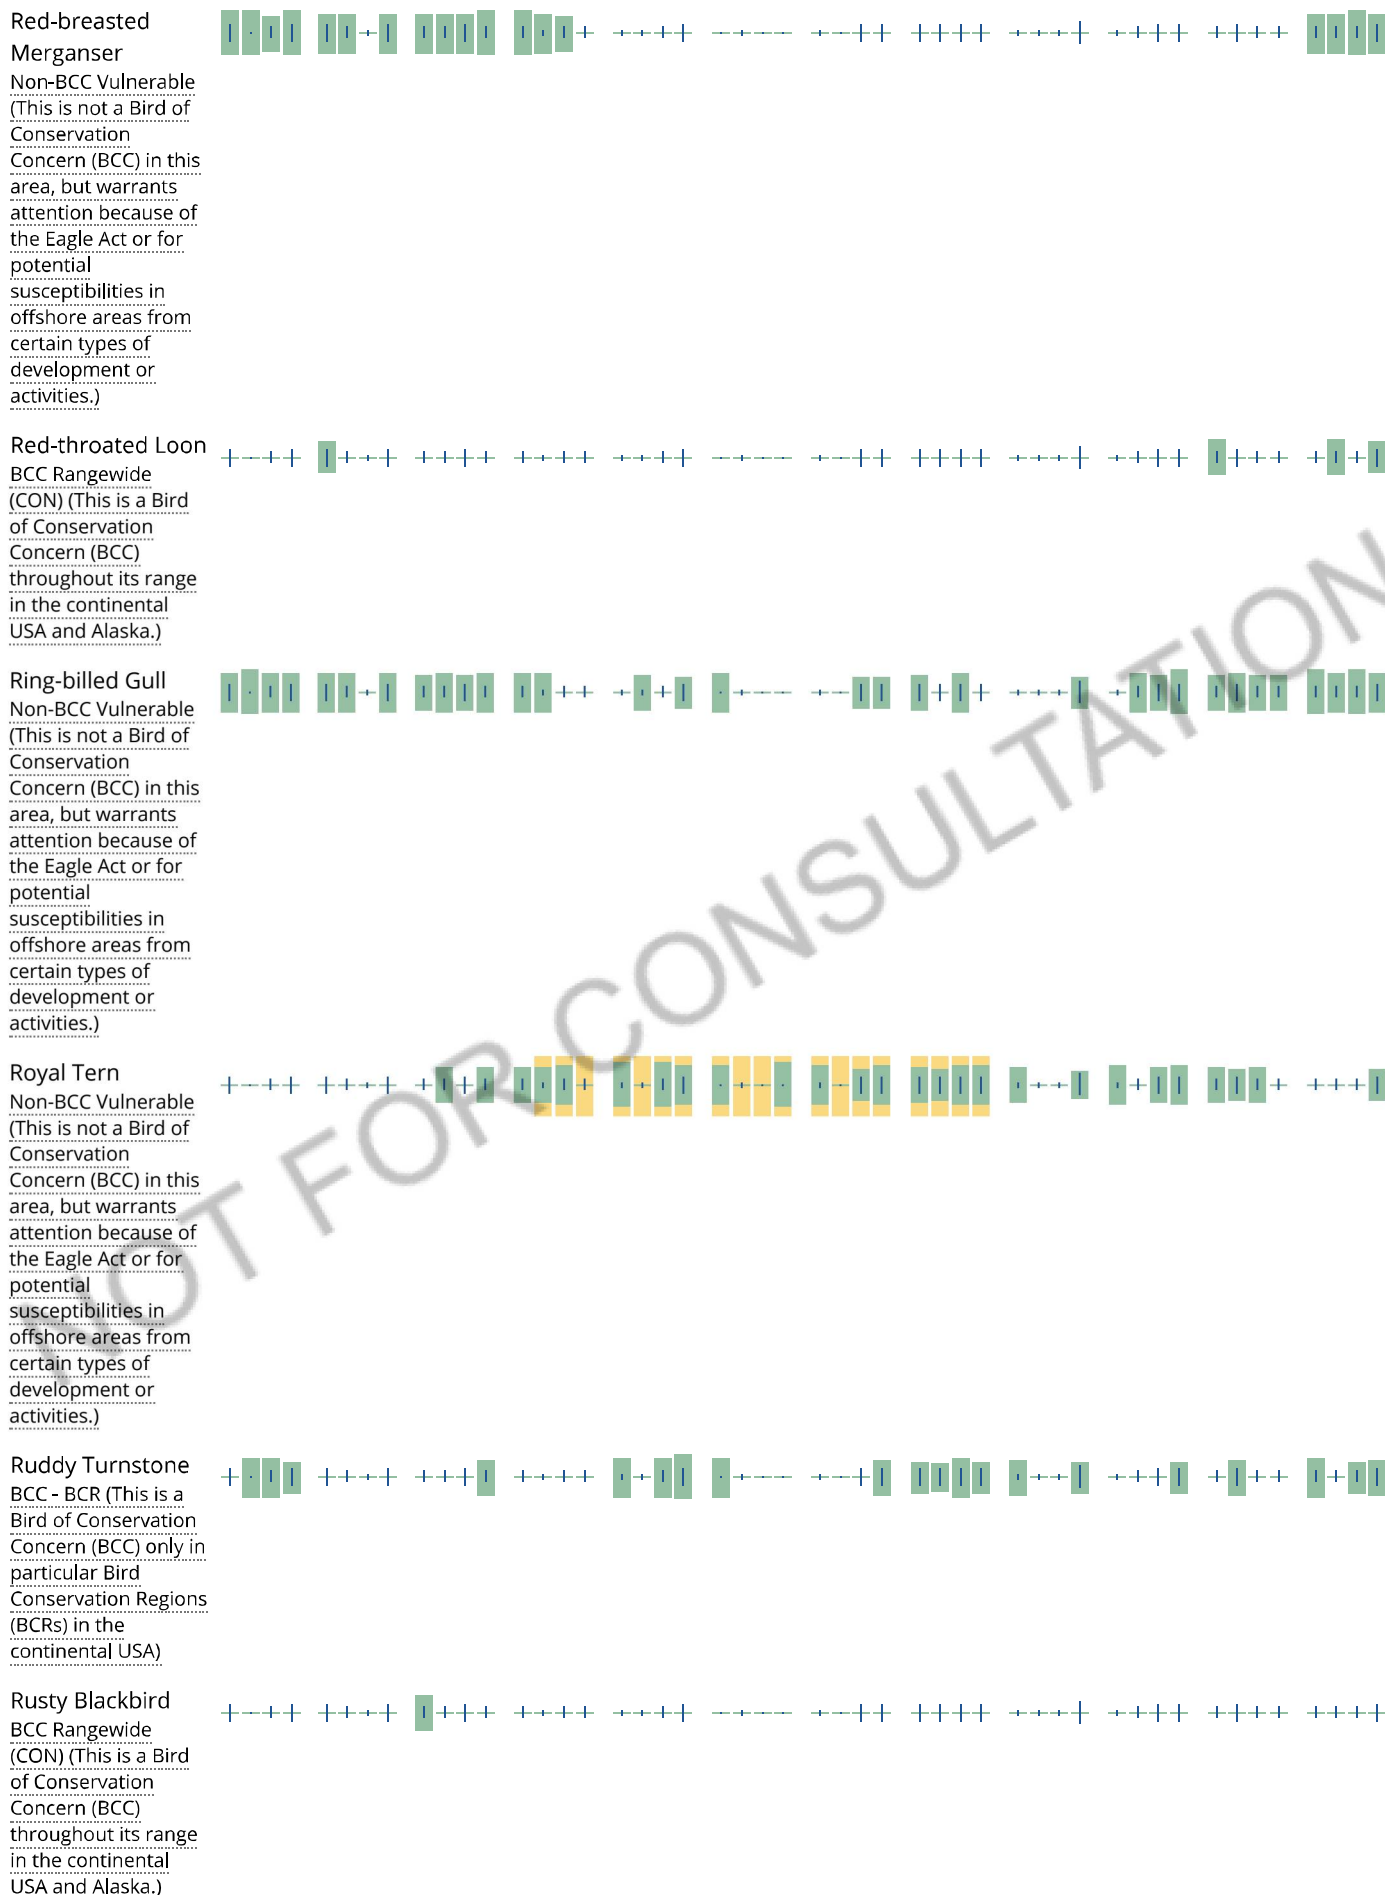 Red-breasted
Merganser
Non-BCC Vulnerable
(This is not a Bird of
Conservation
Concern (BCC) in this
area, but warrants
attention because of
the Eagle Act or for
potential
susceptibilities in
offshore areas from
certain types of
development or
activities.)
Red-throated Loon
BCC Rangewide
(CON) (This is a Bird
of Conservation
Concern (BCC)
throughout its range
in the continental
USA and Alaska.)
Ring-billed Gull
Non-BCC Vulnerable
(This is not a Bird of
Conservation
Concern (BCC) in this
area, but warrants
attention because of
the Eagle Act or for
potential
susceptibilities in
offshore areas from
certain types of
development or
activities.)
Royal Tern
Non-BCC Vulnerable
(This is not a Bird of
Conservation
Concern (BCC) in this
area, but warrants
attention because of
the Eagle Act or for
potential
susceptibilities in
offshore areas from
certain types of
development or
activities.)
Ruddy Turnstone
BCC - BCR (This is a
Bird of Conservation
Concern (BCC) only in
particular Bird
Conservation Regions
(BCRs) in the
continental USA)
Rusty Blackbird
BCC Rangewide
(CON) (This is a Bird
of Conservation
Concern (BCC)
throughout its range
in the continental
USA and Alaska.)
NOT FOR CONSULTATION